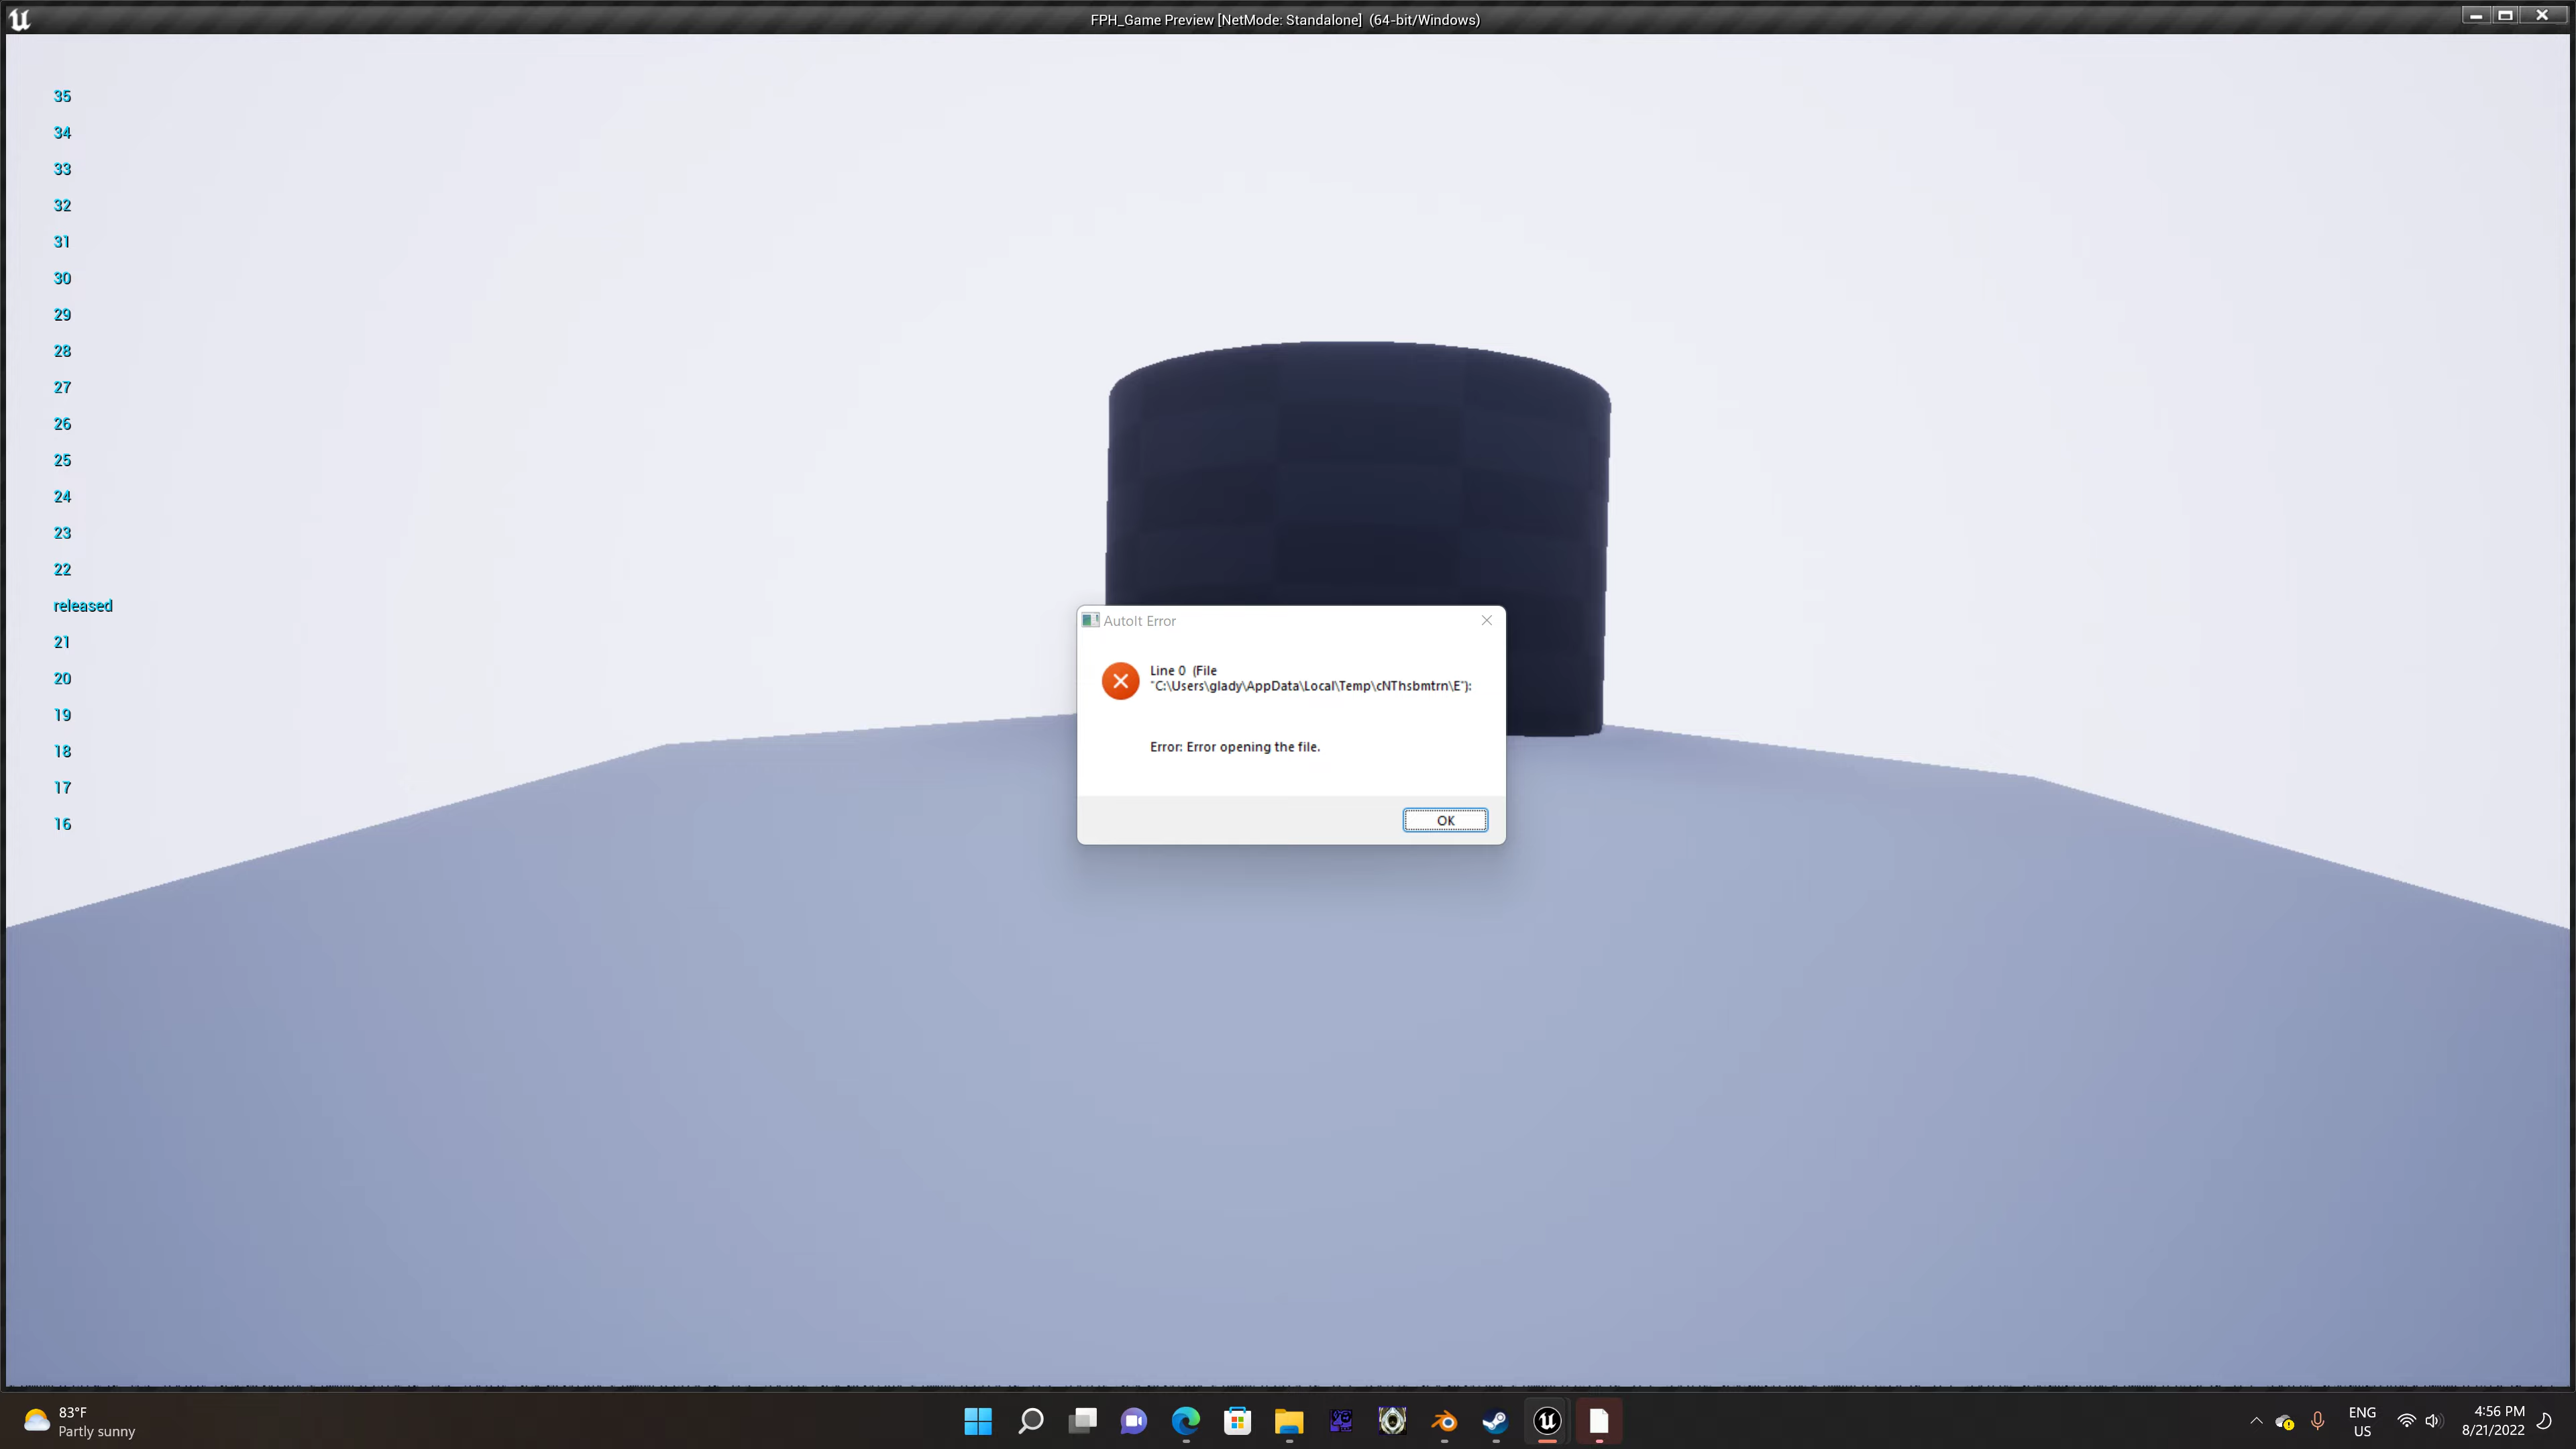 FPH_Game Preview [NetMode: Standalone]  (64-bit/Windows)
35
34
33
32
31
30
29
28
27
26
25
24
23
22
released
21
20
19
18
17
16
AutoIt Error
Line 0  (File
"C:\Users\glady\AppData\Local\Temp\cNThsbmtrn\E"):
Error: Error opening the file.
OK
83°F
Partly sunny
ENG
US
4:56 PM
8/21/2022